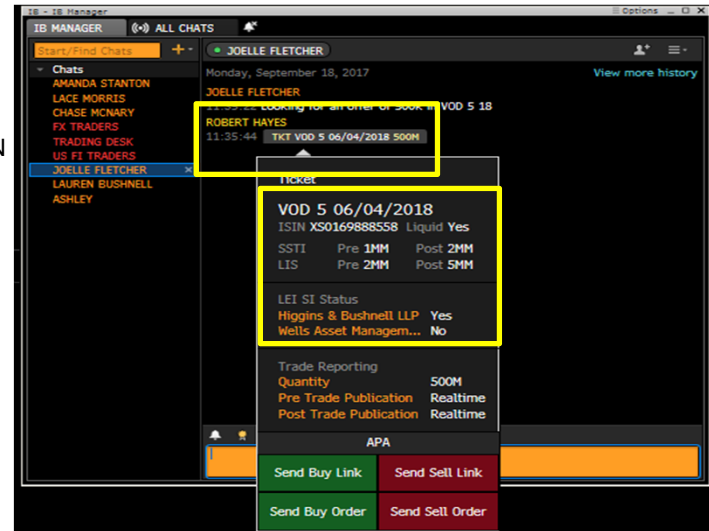 IB - IB Manager
Options
IB MANAGER ALL CHATS
Start/Find Chats
JOELLE FLETCHER
Chats
AMANDA STANTON
LACE MORRIS
CHASE MCNARY
FX TRADERS
TRADING DESK
US FI TRADERS
JOELLE FLETCHER ×
LAUREN BUSHNELL
ASHLEY
N
Monday, September 18, 2017 View more history
JOELLE FLETCHER
11:35:22 Looking for an offer of 500k in VOD 5 18
ROBERT HAYES
11:35:44 TKT VOD 5 06/04/2018 500M
Ticket
VOD 5 06/04/2018
ISIN XS0169888558 Liquid Yes
SSTI Pre 1MM Post 2MM
LIS Pre 2MM Post 5MM
LEI SI Status
Higgins & Bushnell LLP Yes
Wells Asset Managem... No
Trade Reporting
Quantity 500M
Pre Trade Publication Realtime
Post Trade Publication Realtime
APA
Send Buy Link Send Sell Link
Send Buy Order Send Sell Order